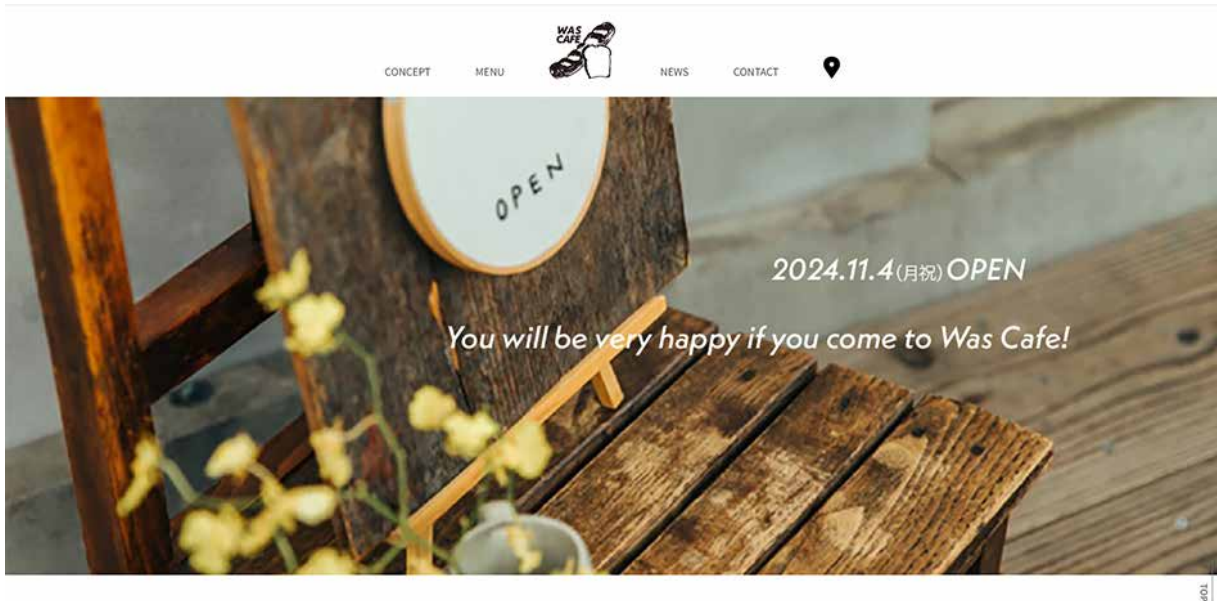 WAS
CAFE
CONCEPT
MENU
NEWS
CONTACT
OPEN
2024.11.4(月祝)OPEN
You will be very happy if you come to Was Cafe!
TOP